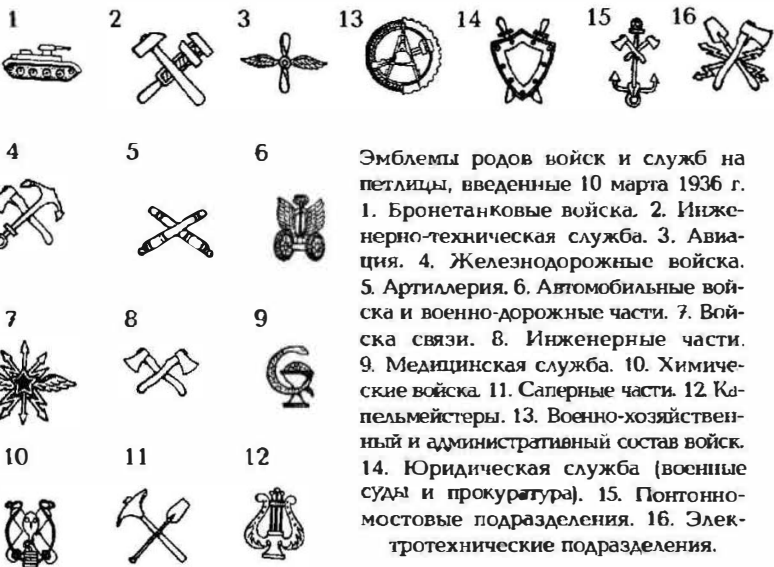 1 2 3 13 14 15 16
4 5 6
7 8 9
10 11 12
Эмблемы родов войск и служб на
петлицы, введенные 10 марта 1936 г.
1. Бронетанковые войска. 2. Инже-
нерно-техническая служба. 3. Авиа-
ция. 4. Железнодорожные войска.
5. Артиллерия. 6. Автомобильные вой-
ска и военно-дорожные части. 7. Вой-
ска связи. 8. Инженерные части.
9. Медицинская служба. 10. Химиче-
ские войска. 11. Саперные части. 12. Ка-
пельмейстеры. 13. Военно-хозяйствен-
ный и административный состав войск.
14. Юридическая служба (военные
суды и прокуратура). 15. Понтонно-
мостовые подразделения. 16. Элек-
тротехнические подразделения.